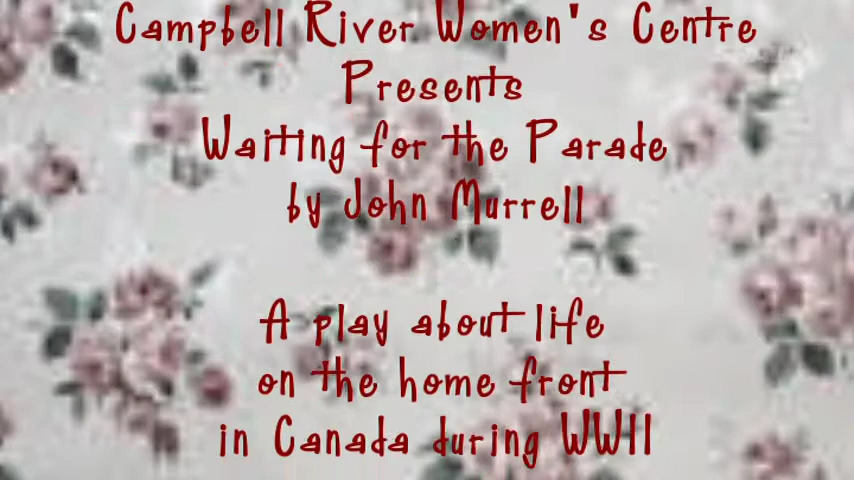 Campbell River Women's Centre
Presents
Waiting for the Parade
by John Murrell
A play about life
on the home front
in Canada during WWII